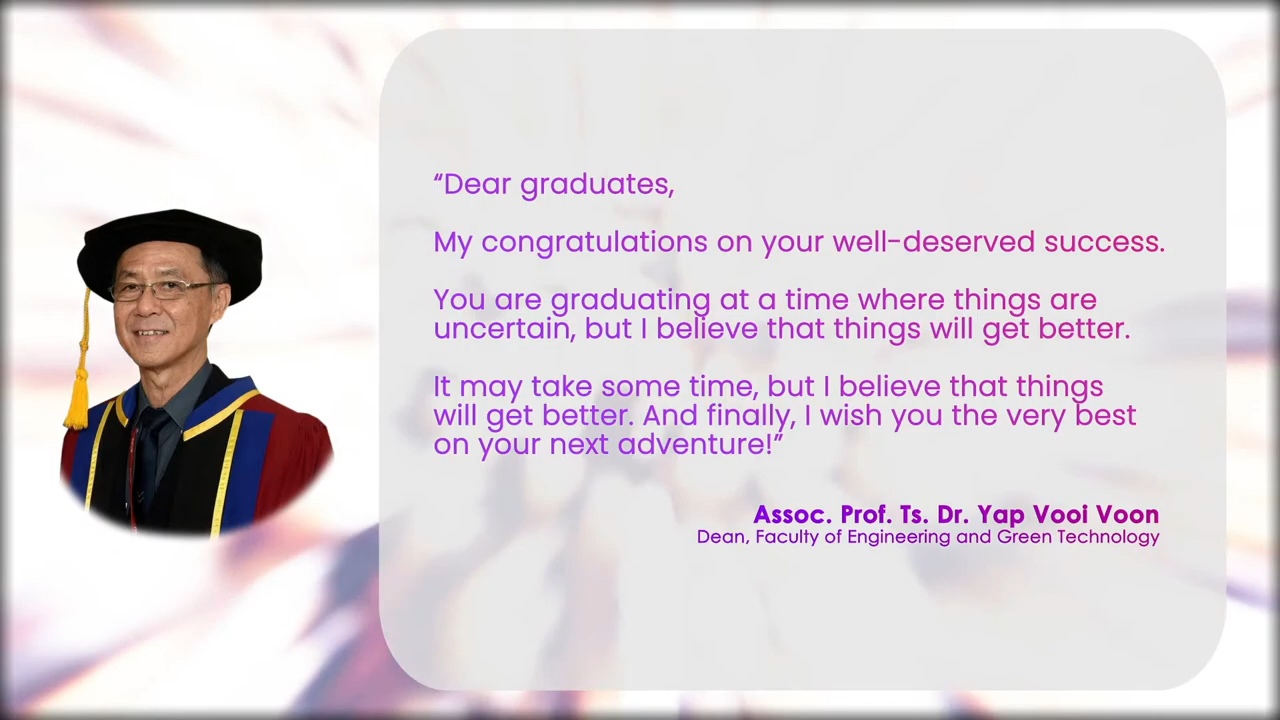 “Dear graduates,
My congratulations on your well-deserved success.
You are graduating at a time where things are
uncertain, but I believe that things will get better.
It may take some time, but I believe that things
will get better. And finally, I wish you the very best
on your next adventure!”
Assoc. Prof. Ts. Dr. Yap Vooi Voon
Dean, Faculty of Engineering and Green Technology